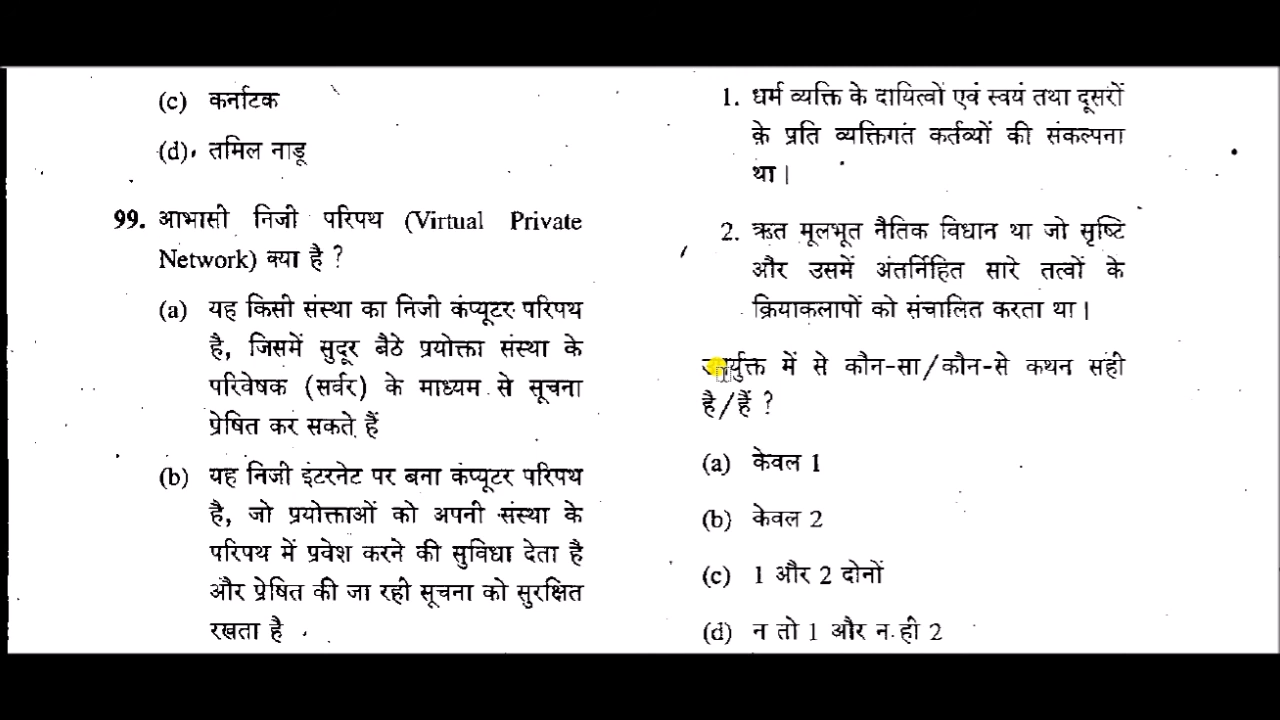 (c) कर्नाटक
(d) तमिल नाडू
99. आभासी निजी परिपथ (Virtual Private
Network) क्या है ?
(a) यह किसी संस्था का निजी कंप्यूटर परिपथ
है, जिसमें सुदूर बैठे प्रयोक्ता संस्था के
परिवेषक (सर्वर) के माध्यम से सूचना
प्रेषित कर सकते हैं
(b) यह निजी इंटरनेट पर बना कंप्यूटर परिपथ
है, जो प्रयोक्ताओं को अपनी संस्था के
परिपथ में प्रवेश करने की सुविधा देता है
और प्रेषित की जा रही सूचना को सुरक्षित
रखता है
1. धर्म व्यक्ति के दायित्वों एवं स्वयं तथा दूसरों
के प्रति व्यक्तिगत कर्तव्यों की संकल्पना
था।
2. ऋत मूलभूत नैतिक विधान था जो सृष्टि
और उसमें अंतर्निहित सारे तत्वों के
क्रियाकलापों को संचालित करता था।
में से कौन-सा/कौन-से कथन सही
है/हैं ?
(a) केवल 1
(b) केवल 2
(c) 1 और 2 दोनों
(d) न तो 1 और न ही 2